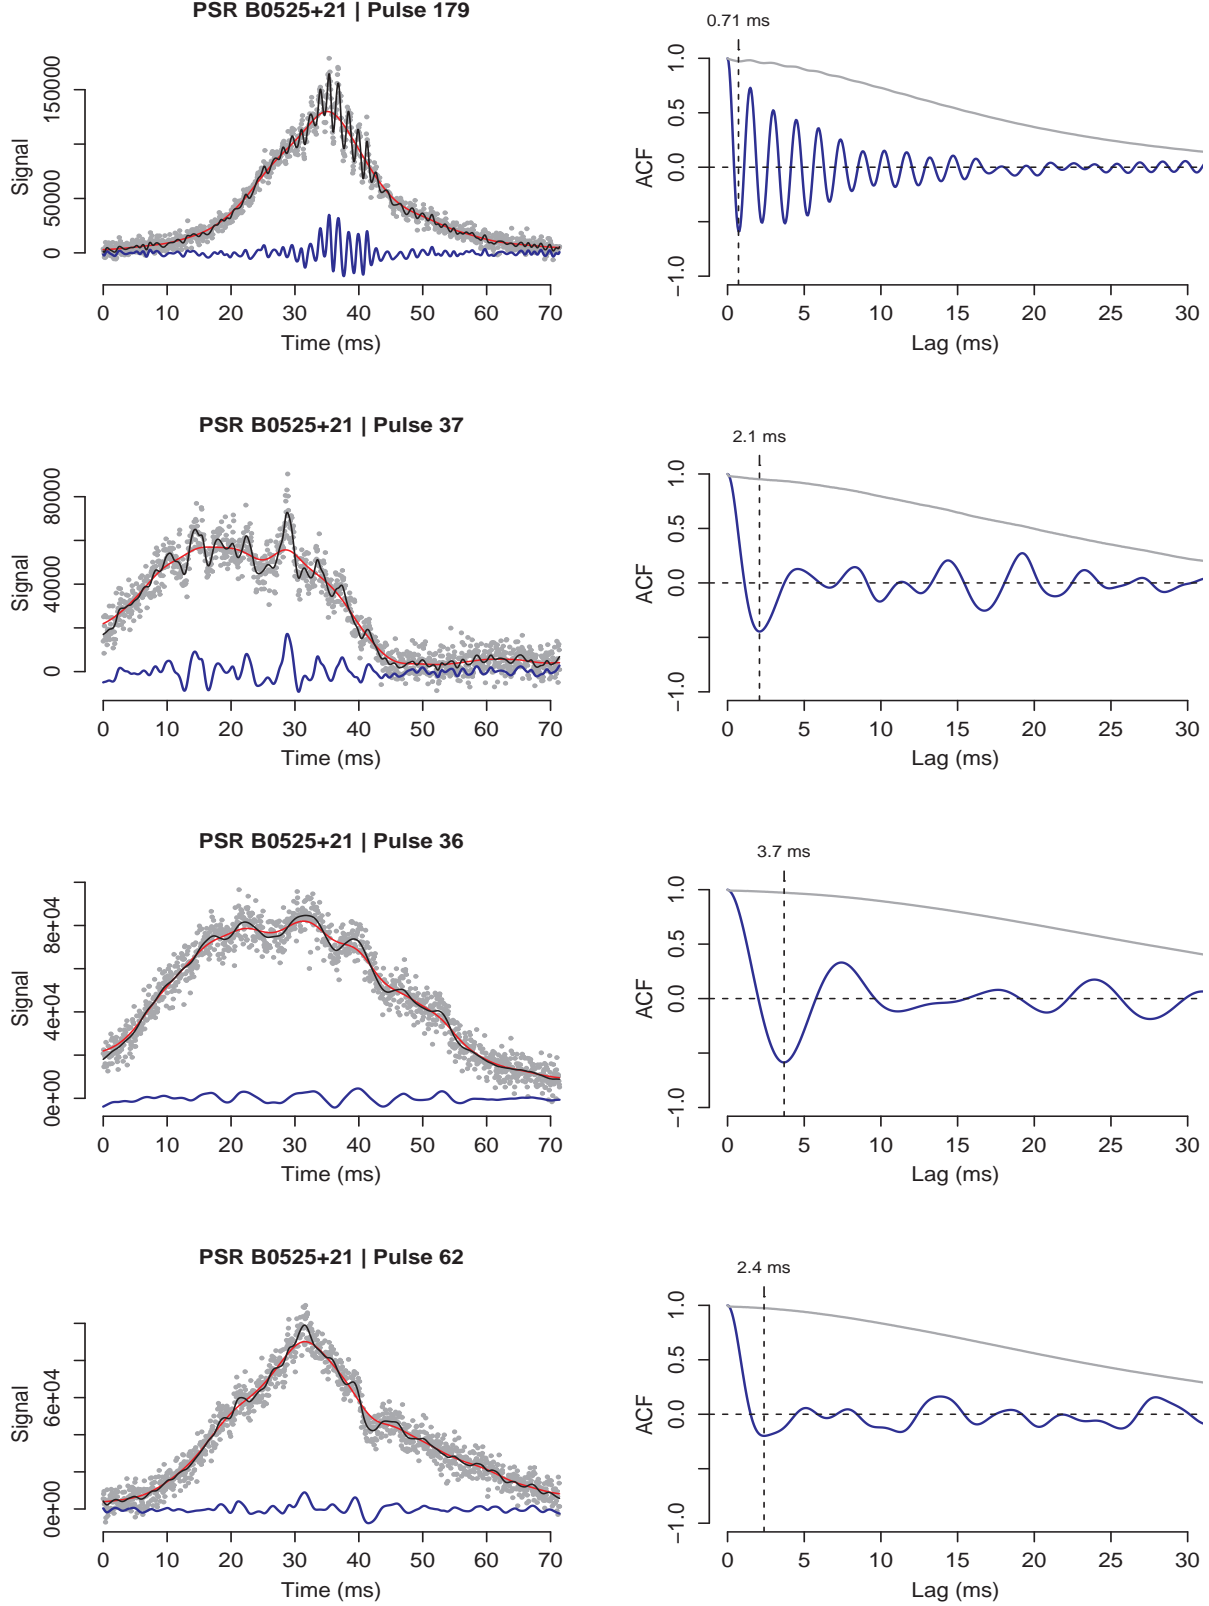 PSR B0525+21 | Pulse 179
Signal
0 50000 150000
0 10 20 30 40 50 60 70
Time (ms)
0.71 ms
ACF
−1.0 0.0 0.5 1.0
0 5 10 15 20 25 30
Lag (ms)
PSR B0525+21 | Pulse 37
Signal
0 40000 80000
0 10 20 30 40 50 60 70
Time (ms)
2.1 ms
ACF
−1.0 0.0 0.5 1.0
0 5 10 15 20 25 30
Lag (ms)
PSR B0525+21 | Pulse 36
Signal
0e+00 4e+04 8e+04
0 10 20 30 40 50 60 70
Time (ms)
3.7 ms
ACF
−1.0 0.0 0.5 1.0
0 5 10 15 20 25 30
Lag (ms)
PSR B0525+21 | Pulse 62
Signal
0e+00 6e+04
0 10 20 30 40 50 60 70
Time (ms)
2.4 ms
ACF
−1.0 0.0 0.5 1.0
0 5 10 15 20 25 30
Lag (ms)